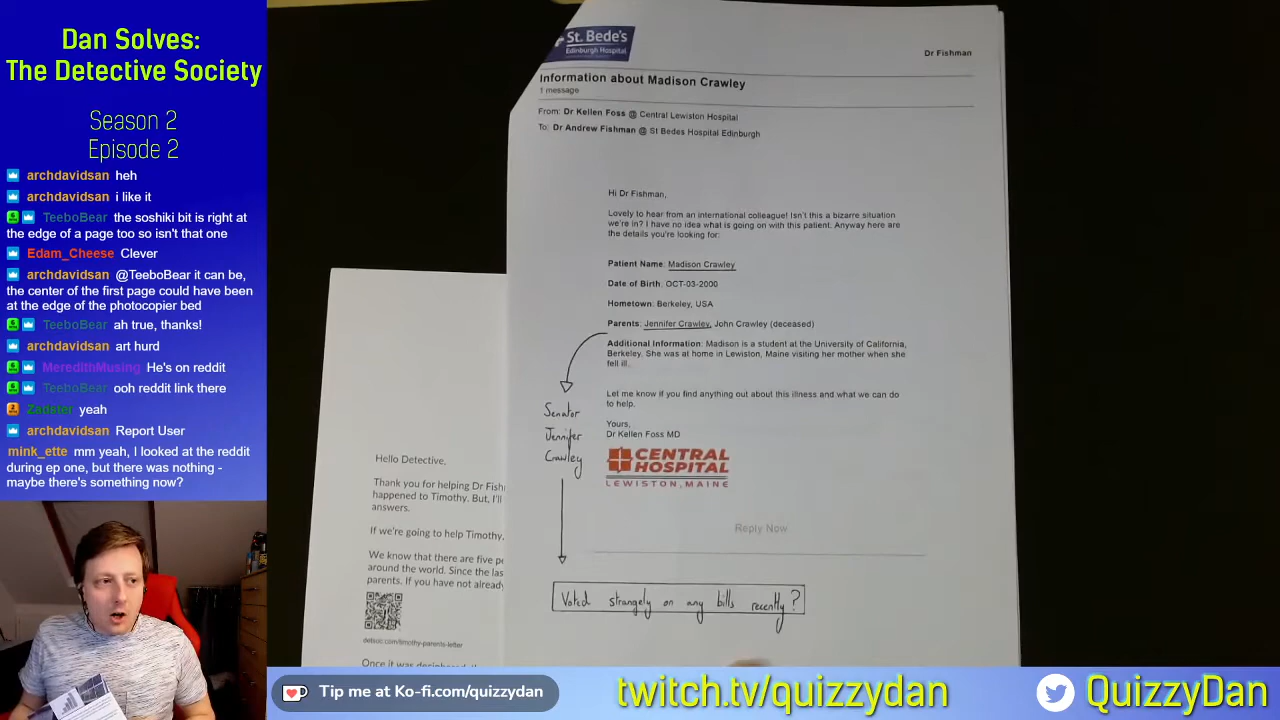 Dan Solves:
The Detective Society
Season 2
Episode 2
archdavidsan heh
archdavidsan i like it
TeeboBear the soshiki bit is right at
the edge of a page too so isn't that one
Edam_Cheese Clever
archdavidsan @TeeboBear it can be,
the center of the first page could have been
at the edge of the photocopier bed
TeeboBear ah true, thanks!
archdavidsan art hurd
MeredithMusing He's on reddit
TeeboBear ooh reddit link there
Zadster yeah
archdavidsan Report User
mink_ette mm yeah, I looked at the reddit
during ep one, but there was nothing -
maybe there's something now?
St. Bede's
Edinburgh Hospital
Dr Fishman
Information about Madison Crawley
1 message
From: Dr Kellen Foss @ Central Lewiston Hospital
To: Dr Andrew Fishman @ St Bedes Hospital Edinburgh
Hi Dr Fishman,
Lovely to hear from an international colleague! Isn't this a bizarre situation
we're in? I have no idea what is going on with this patient. Anyway here are
the details you're looking for:
Patient Name: Madison Crawley
Date of Birth: OCT-03-2000
Hometown: Berkeley, USA
Parents: Jennifer Crawley, John Crawley (deceased)
Additional Information: Madison is a student at the University of California,
Berkeley. She was at home in Lewiston, Maine visiting her mother when she
fell ill.
Let me know if you find anything out about this illness and what we can do
to help.
Yours,
Dr Kellen Foss MD
CENTRAL
HOSPITAL
LEWISTON, MAINE
Reply Now
Senator
Jennifer
Crawley
Voted strangely on any bills recently?
Hello Detective,
Thank you for helping Dr Fish
happened to Timothy. But, I'll
answers.
If we're going to help Timothy,
We know that there are five pe
around the world. Since the las
parents. If you have not already
detsoc.com/timothy-parents-letter
Once it was deciphered, th
Tip me at Ko-fi.com/quizzydan
twitch.tv/quizzydan
QuizzyDan